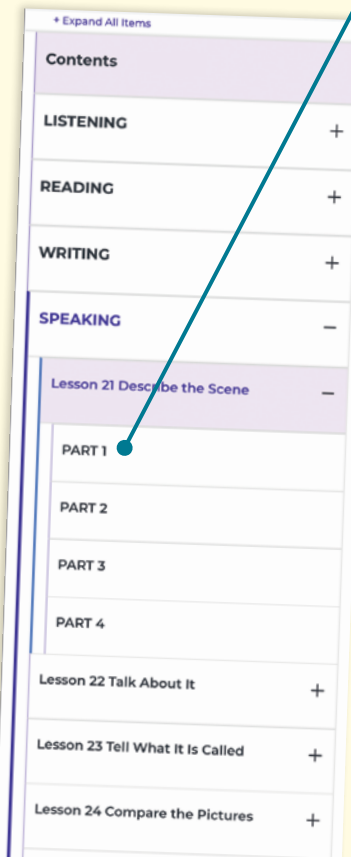 + Expand All Items
Contents
LISTENING +
READING +
WRITING +
SPEAKING −
Lesson 21 Describe the Scene −
PART 1
PART 2
PART 3
PART 4
Lesson 22 Talk About It +
Lesson 23 Tell What It Is Called +
Lesson 24 Compare the Pictures +